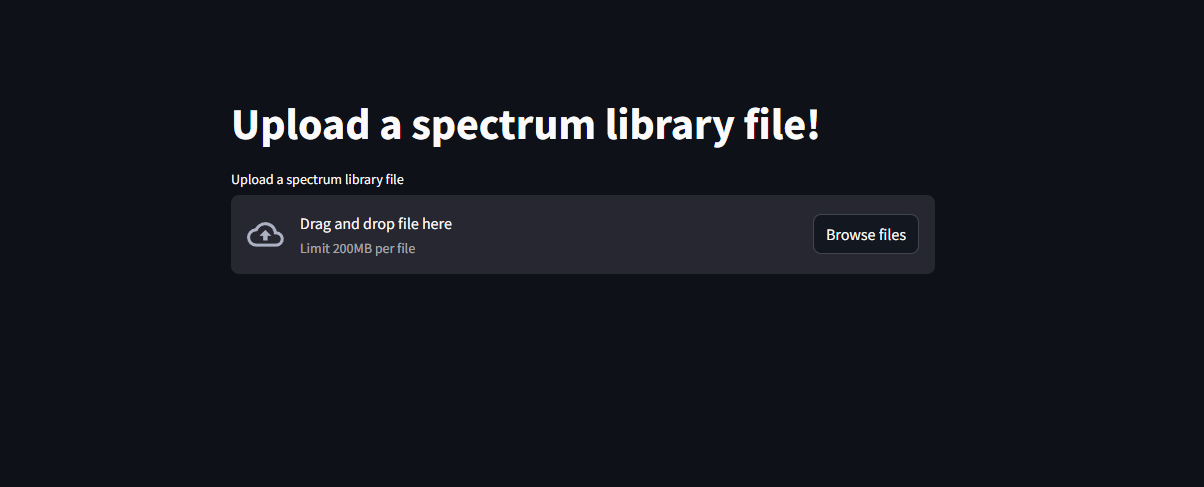 Upload a spectrum library file!
Upload a spectrum library file
Drag and drop file here
Limit 200MB per file
Browse files